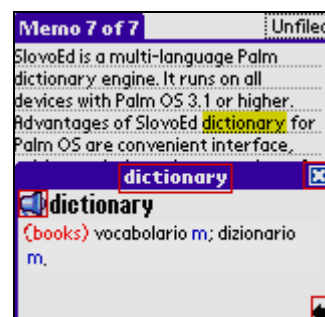 Memo 7 of 7 Unfiled
SlovoEd is a multi-language Palm
dictionary engine. It runs on all
devices with Palm OS 3.1 or higher.
Advantages of SlovoEd dictionary for
Palm OS are convenient interface,
dictionary
dictionary
(books) vocabolario m; dizionario
m.